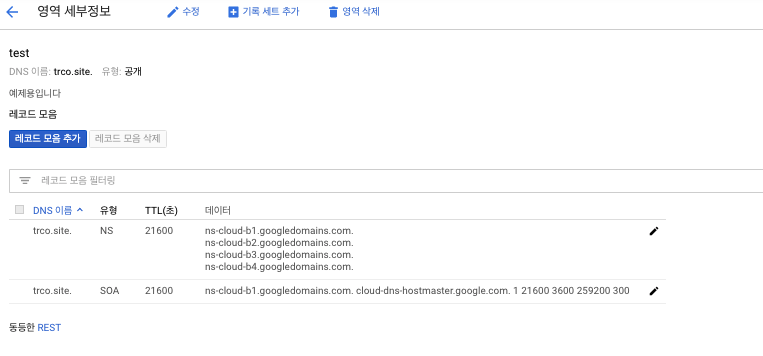 영역 세부정보 수정 기록 세트 추가 영역 삭제
test
DNS 이름: trco.site. 유형: 공개
예제용입니다
레코드 모음
레코드 모음 추가 레코드 모음 삭제
레코드 모음 필터링
DNS 이름 유형 TTL(초) 데이터
trco.site. NS 21600 ns-cloud-b1.googledomains.com.
ns-cloud-b2.googledomains.com.
ns-cloud-b3.googledomains.com.
ns-cloud-b4.googledomains.com.
trco.site. SOA 21600 ns-cloud-b1.googledomains.com. cloud-dns-hostmaster.google.com. 1 21600 3600 259200 300
동등한 REST